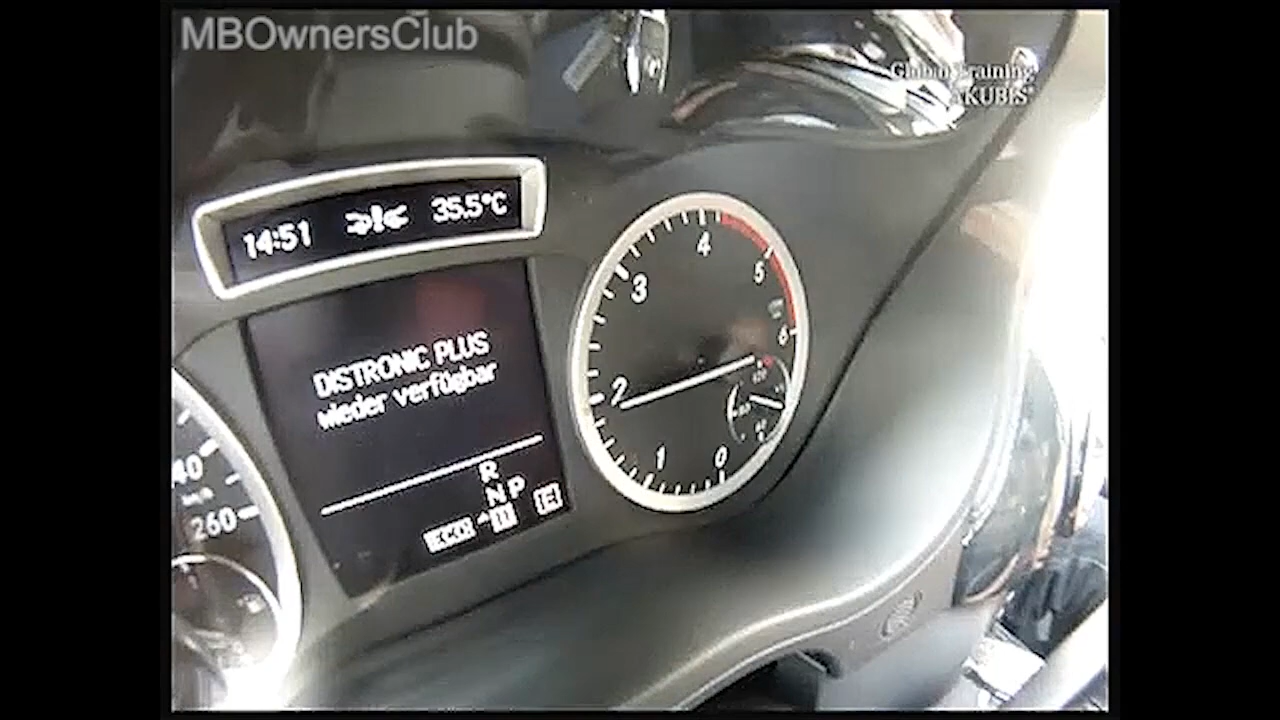 MBOwnersClub
Global Training
AKUBIS®
14:51 35.5°C
DISTRONIC PLUS
wieder verfügbar
R
N P
ECO D E
0
1
2
3
4
5
6
260